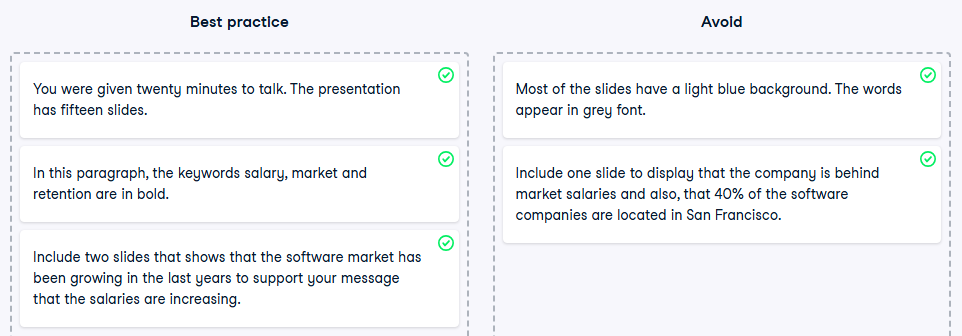 Best practice
You were given twenty minutes to talk. The presentation
has fifteen slides.
In this paragraph, the keywords salary, market and
retention are in bold.
Include two slides that shows that the software market has
been growing in the last years to support your message
that the salaries are increasing.
Avoid
Most of the slides have a light blue background. The words
appear in grey font.
Include one slide to display that the company is behind
market salaries and also, that 40% of the software
companies are located in San Francisco.